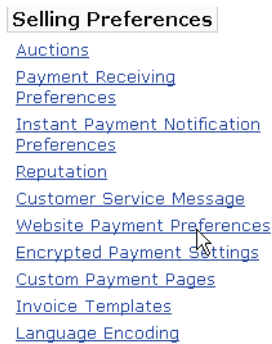 Selling Preferences
Auctions
Payment Receiving
Preferences
Instant Payment Notification
Preferences
Reputation
Customer Service Message
Website Payment Preferences
Encrypted Payment Settings
Custom Payment Pages
Invoice Templates
Language Encoding